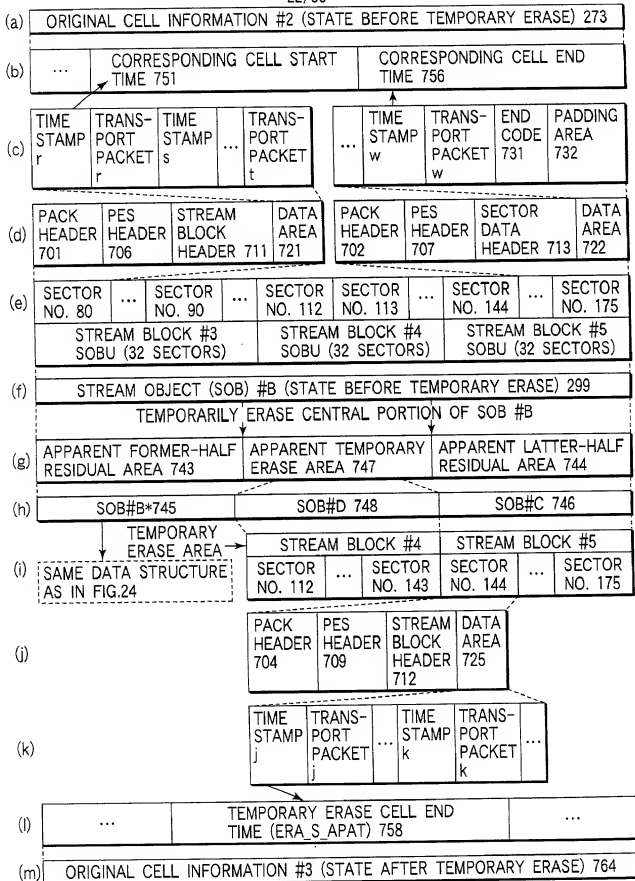 22/36
(a) ORIGINAL CELL INFORMATION #2 (STATE BEFORE TEMPORARY ERASE) 273
(b) ... CORRESPONDING CELL START TIME 751 CORRESPONDING CELL END TIME 756
(c) TIME STAMP r TRANS-PORT PACKET r TIME STAMP s ... TRANS-PORT PACKET t ... TIME STAMP w TRANS-PORT PACKET w END CODE 731 PADDING AREA 732
(d) PACK HEADER 701 PES HEADER 706 STREAM BLOCK HEADER 711 DATA AREA 721 PACK HEADER 702 PES HEADER 707 SECTOR DATA HEADER 713 DATA AREA 722
(e) SECTOR NO. 80 ... SECTOR NO. 90 ... SECTOR NO. 112 SECTOR NO. 113 ... SECTOR NO. 144 ... SECTOR NO. 175
STREAM BLOCK #3 SOBU (32 SECTORS) STREAM BLOCK #4 SOBU (32 SECTORS) STREAM BLOCK #5 SOBU (32 SECTORS)
(f) STREAM OBJECT (SOB) #B (STATE BEFORE TEMPORARY ERASE) 299
TEMPORARILY ERASE CENTRAL PORTION OF SOB #B
(g) APPARENT FORMER-HALF RESIDUAL AREA 743 APPARENT TEMPORARY ERASE AREA 747 APPARENT LATTER-HALF RESIDUAL AREA 744
(h) SOB#B*745 SOB#D 748 SOB#C 746
TEMPORARY ERASE AREA
(i) SAME DATA STRUCTURE AS IN FIG.24 STREAM BLOCK #4 STREAM BLOCK #5
SECTOR NO. 112 ... SECTOR NO. 143 SECTOR NO. 144 ... SECTOR NO. 175
(j) PACK HEADER 704 PES HEADER 709 STREAM BLOCK HEADER 712 DATA AREA 725
(k) TIME STAMP j TRANS-PORT PACKET j ... TIME STAMP k TRANS-PORT PACKET k ...
(l) ... TEMPORARY ERASE CELL END TIME (ERA_S_APAT) 758 ...
(m) ORIGINAL CELL INFORMATION #3 (STATE AFTER TEMPORARY ERASE) 764